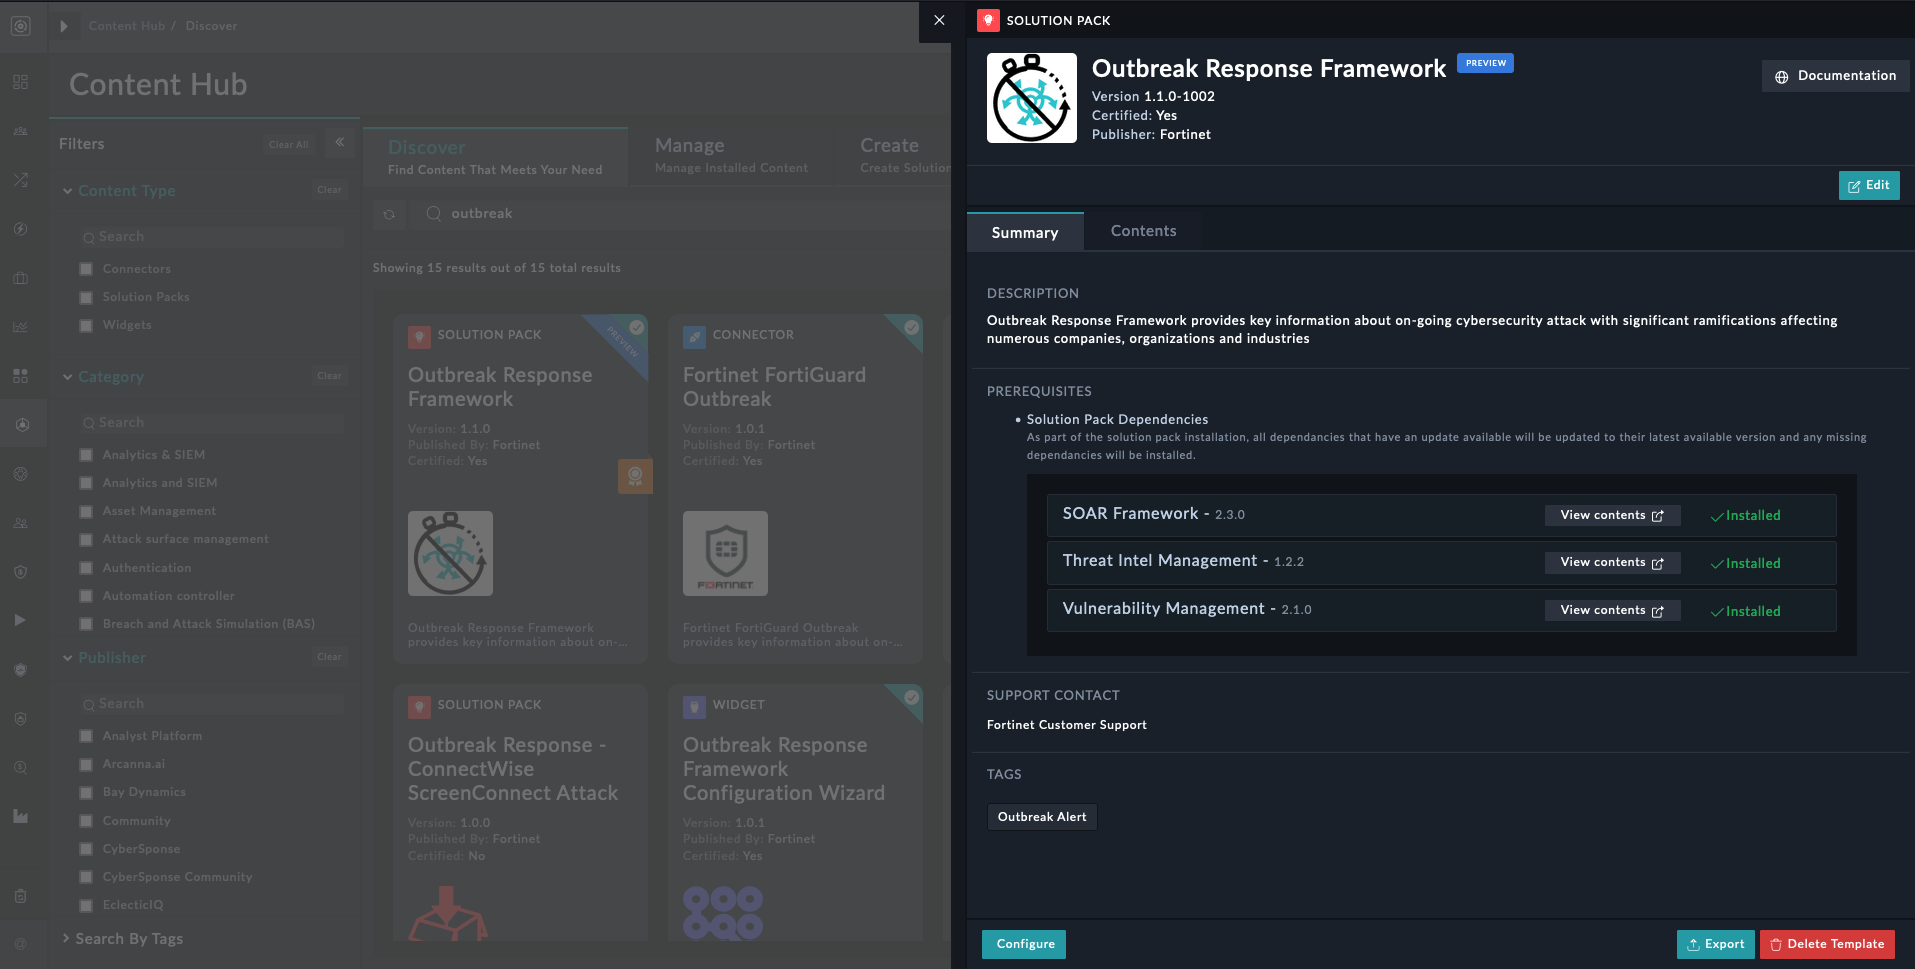 Content Hub / Discover
Content Hub
Filters
Clear All
Content Type
Clear
Search
Connectors
Solution Packs
Widgets
Category
Clear
Search
Analytics & SIEM
Analytics and SIEM
Asset Management
Attack surface management
Authentication
Automation controller
Breach and Attack Simulation (BAS)
Publisher
Clear
Search
Analyst Platform
Arcanna.ai
Bay Dynamics
Community
CyberSponse
CyberSponse Community
EclecticIQ
Search By Tags
Discover
Find Content That Meets Your Need
Manage
Manage Installed Content
Create
Create Solution
outbreak
Showing 15 results out of 15 total results
SOLUTION PACK
PREVIEW
Outbreak Response
Framework
Version: 1.1.0
Published By: Fortinet
Certified: Yes
Outbreak Response Framework
provides key information about on-...
CONNECTOR
Fortinet FortiGuard
Outbreak
Version: 1.0.1
Published By: Fortinet
Certified: Yes
FORTINET
Fortinet FortiGuard Outbreak
provides key information about on-...
SOLUTION PACK
Outbreak Response -
ConnectWise
ScreenConnect Attack
Version: 1.0.0
Published By: Fortinet
Certified: No
WIDGET
Outbreak Response
Framework
Configuration Wizard
Version: 1.0.1
Published By: Fortinet
Certified: Yes
SOLUTION PACK
Outbreak Response Framework
PREVIEW
Version 1.1.0-1002
Certified: Yes
Publisher: Fortinet
Documentation
Edit
Summary
Contents
DESCRIPTION
Outbreak Response Framework provides key information about on-going cybersecurity attack with significant ramifications affecting
numerous companies, organizations and industries
PREREQUISITES
• Solution Pack Dependencies
As part of the solution pack installation, all dependancies that have an update available will be updated to their latest available version and any missing
dependancies will be installed.
SOAR Framework - 2.3.0
View contents
Installed
Threat Intel Management - 1.2.2
View contents
Installed
Vulnerability Management - 2.1.0
View contents
Installed
SUPPORT CONTACT
Fortinet Customer Support
TAGS
Outbreak Alert
Configure
Export
Delete Template